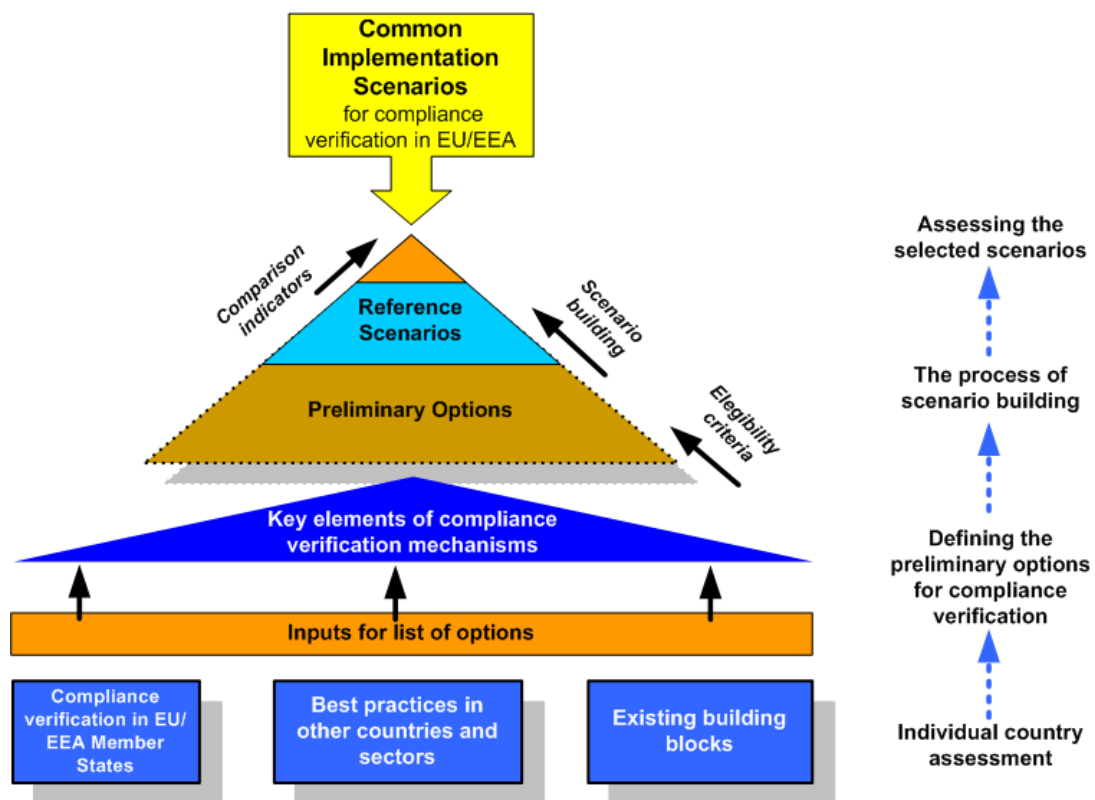 Common
Implementation
Scenarios
for compliance
verification in EU/EEA
Comparison
indicators
Reference
Scenarios
Scenario
building
Preliminary Options
Elegibility
criteria
Key elements of compliance
verification mechanisms
Inputs for list of options
Compliance
verification in EU/
EEA Member
States
Best practices in
other countries and
sectors
Existing building
blocks
Assessing the
selected scenarios
The process of
scenario building
Defining the
preliminary options
for compliance
verification
Individual country
assessment